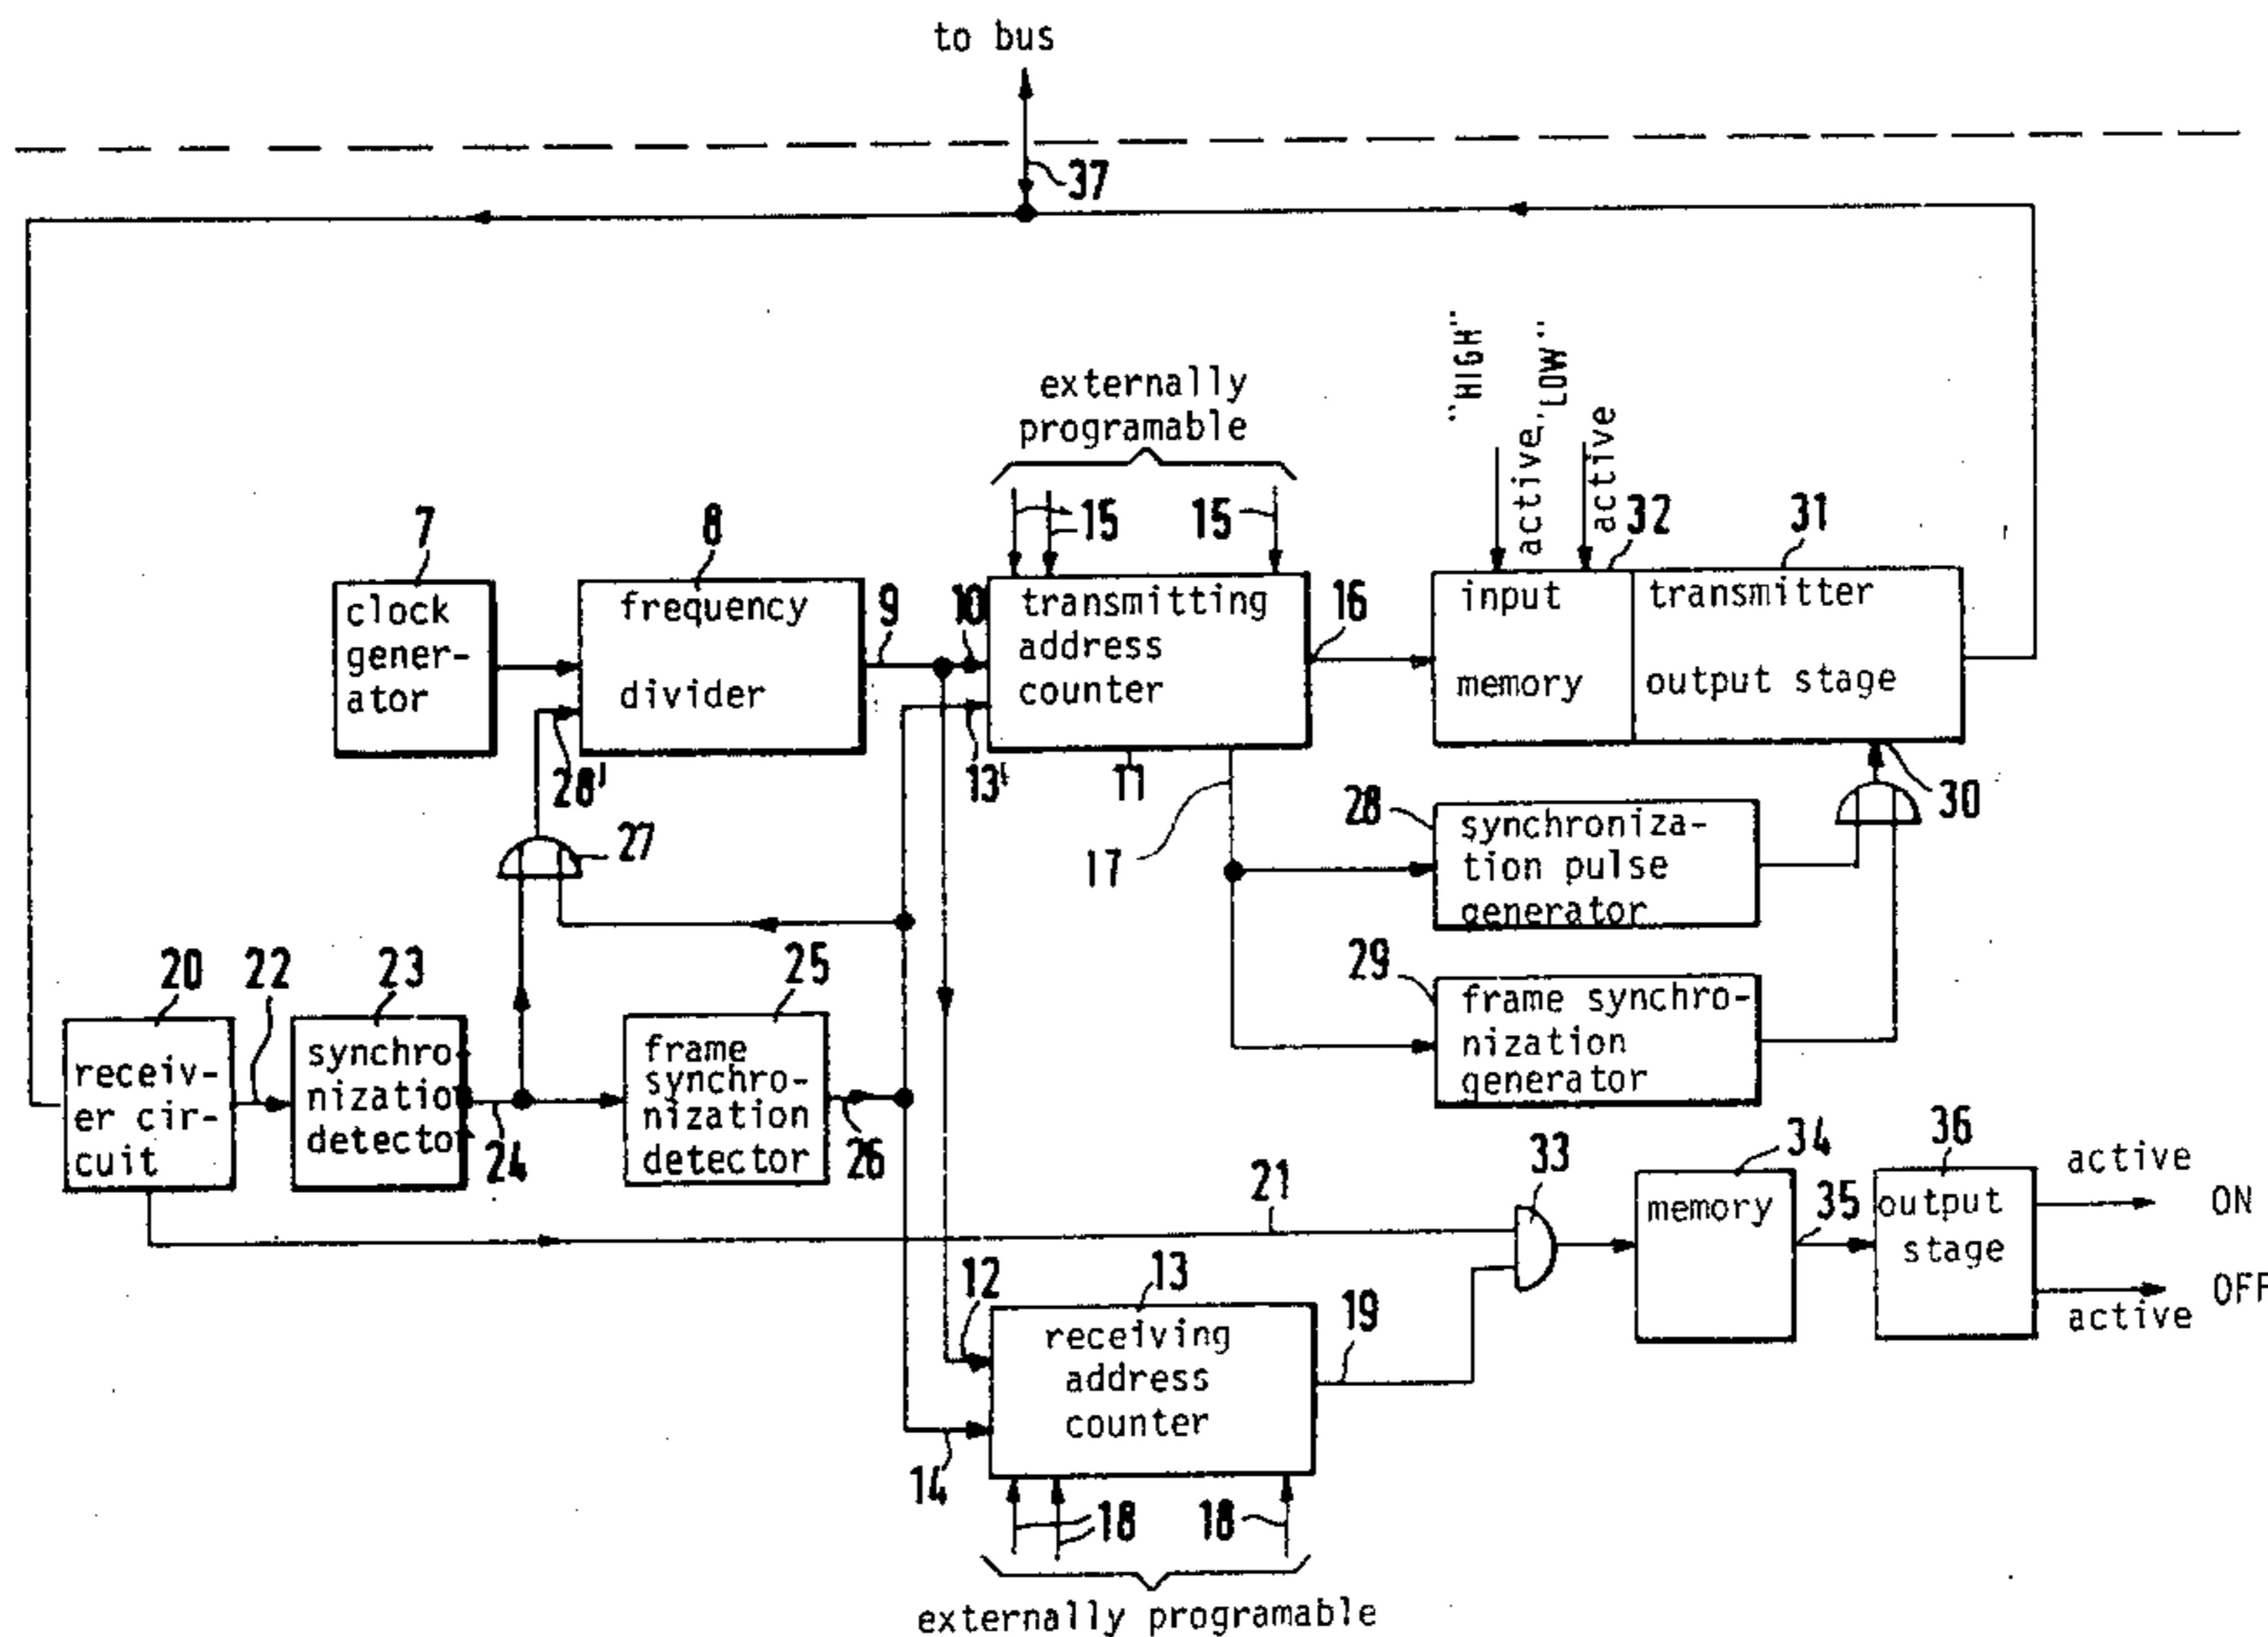 to bus
37
"HIGH"
active,
"LOW"
active
externally
programable
15
15
7
8
9
10
16
32
31
clock
gener-
ator
frequency
divider
transmitting
address
counter
input
memory
transmitter
output stage
28'
13'
11
17
27
28
synchroniza-
tion pulse
generator
30
20
22
23
25
29
frame synchro-
nization
generator
receiv-
er cir-
cuit
synchro
nizatio
detecto
24
frame
synchro-
nization
detector
26
21
33
34
memory
35
36
output
stage
active
ON
OFF
active
12
13
receiving
address
counter
19
14
18
18
externally programable